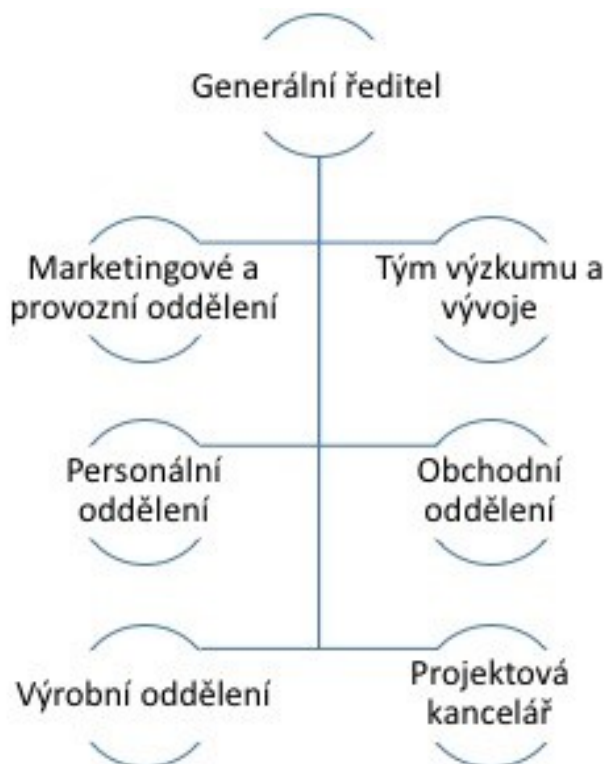 Generální ředitel
Marketingové a
provozní oddělení
Tým výzkumu a
vývoje
Personální
oddělení
Obchodní
oddělení
Výrobní oddělení
Projektová
kancelář